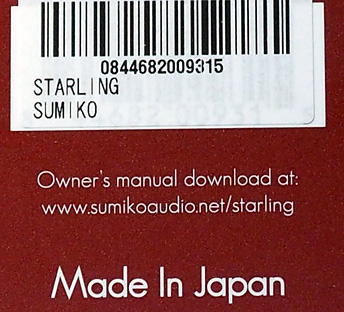 0844682009315
STARLING
SUMIKO
Owner's manual download at:
www.sumikoaudio.net/starling
Made In Japan